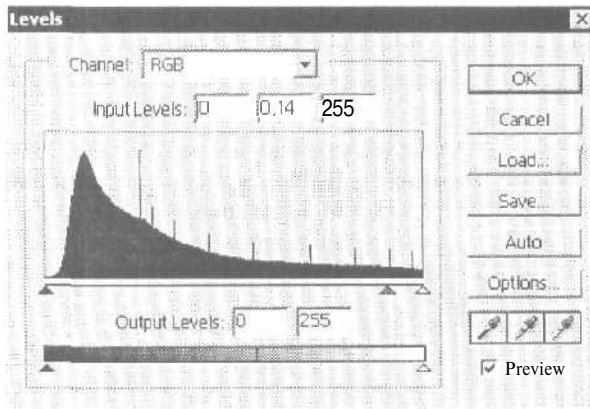 Levels
Channel: RGB
Input Levels: 0 0,14 255
Output Levels: 0 255
OK
Cancel
Load...
Save...
Auto
Options...
Preview